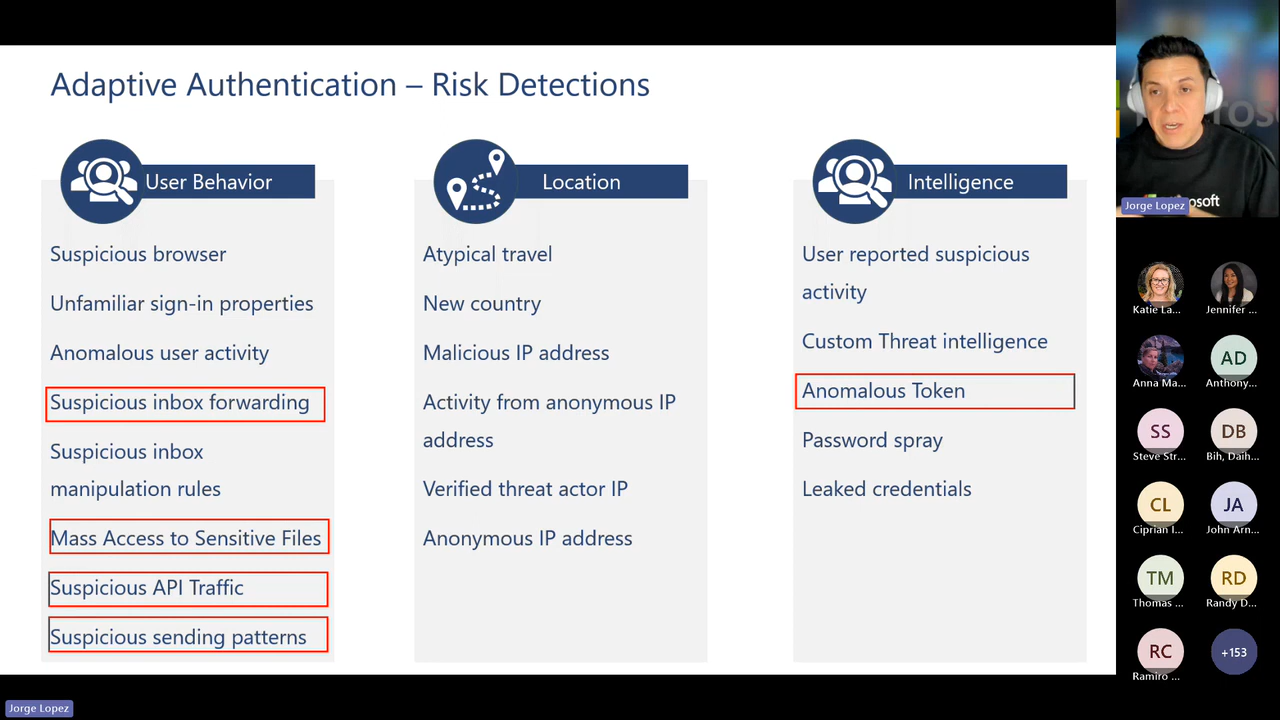 Adaptive Authentication – Risk Detections
User Behavior
Suspicious browser
Unfamiliar sign-in properties
Anomalous user activity
Suspicious inbox forwarding
Suspicious inbox
manipulation rules
Mass Access to Sensitive Files
Suspicious API Traffic
Suspicious sending patterns
Location
Atypical travel
New country
Malicious IP address
Activity from anonymous IP
address
Verified threat actor IP
Anonymous IP address
Intelligence
User reported suspicious
activity
Custom Threat intelligence
Anomalous Token
Password spray
Leaked credentials
Jorge Lopez
Katie La...
Jennifer ...
Anna Ma...
AD
Anthony...
SS
Steve Str...
DB
Bih, Daih...
CL
Ciprian I...
JA
John Arn...
TM
Thomas ...
RD
Randy D...
RC
Ramiro ...
+153
Jorge Lopez